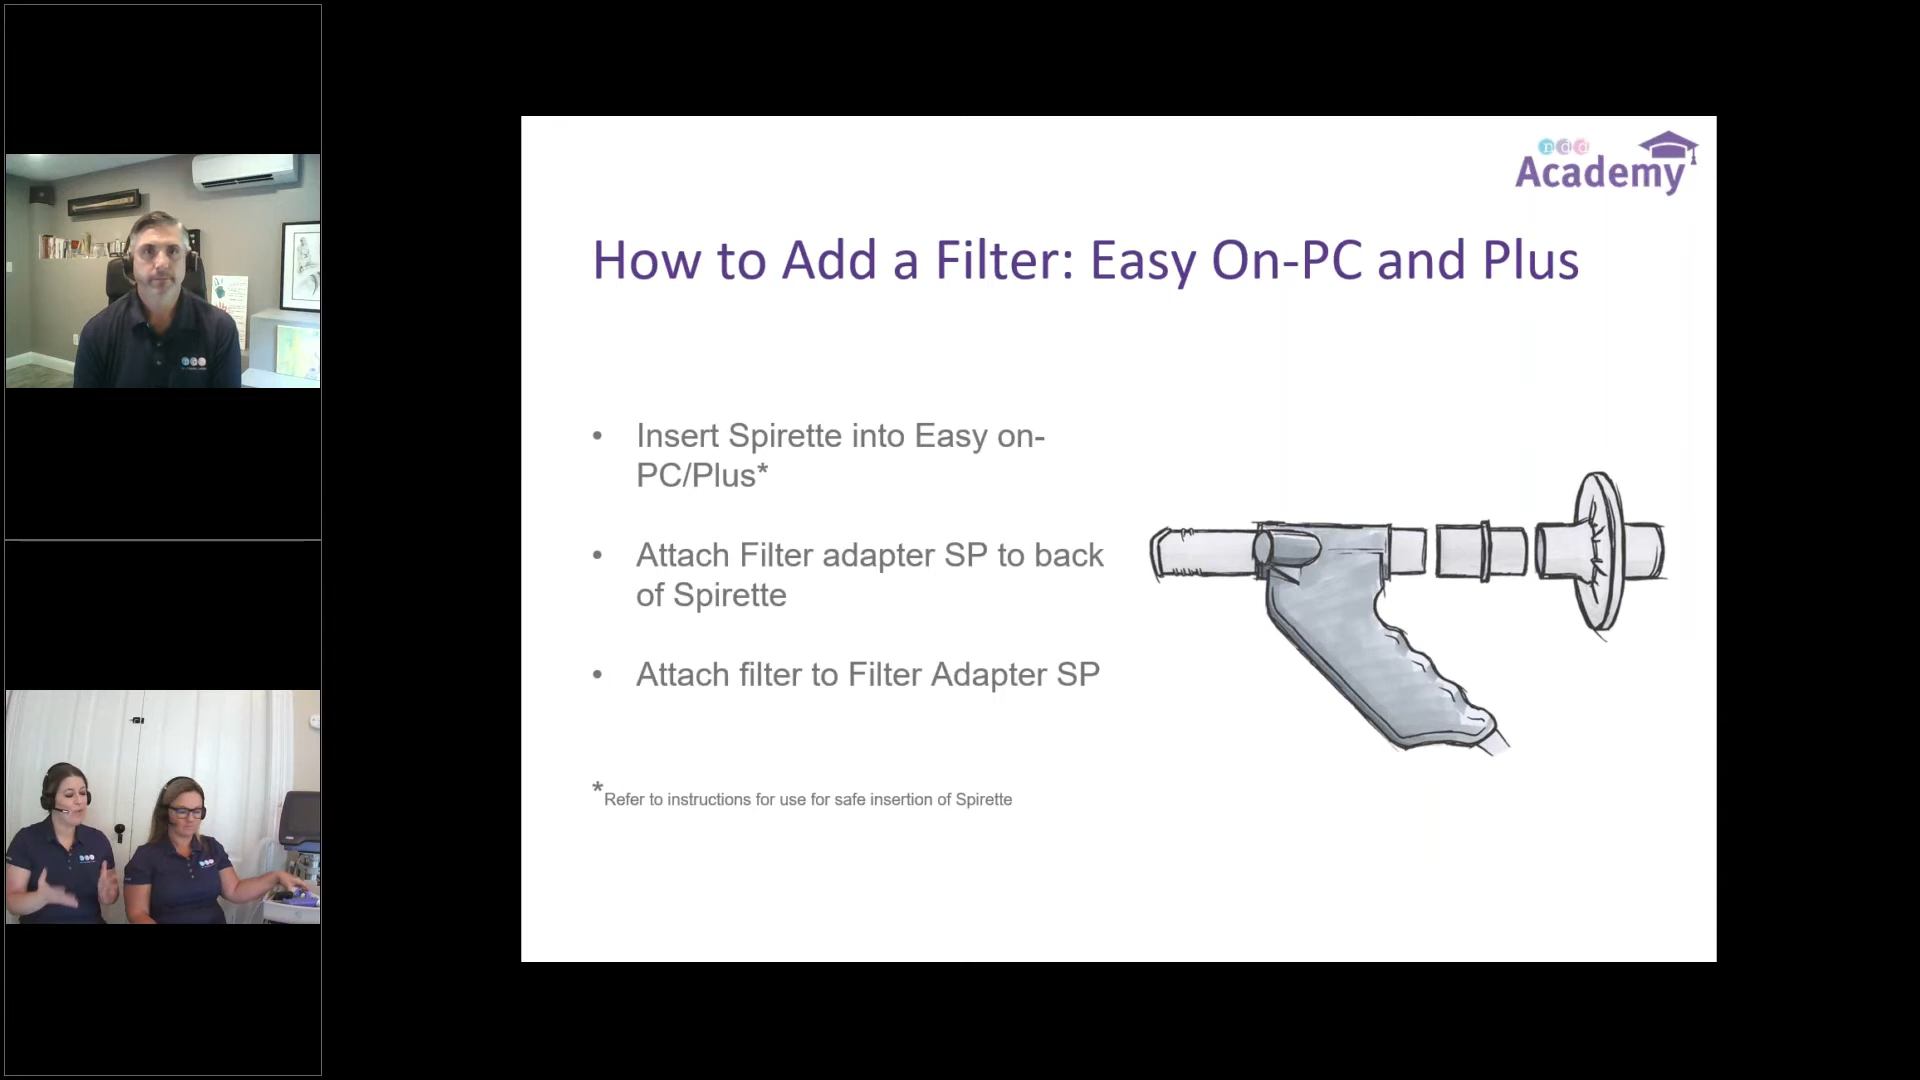 ndd
Academy
How to Add a Filter: Easy On-PC and Plus
• Insert Spirette into Easy on-
PC/Plus*
• Attach Filter adapter SP to back
of Spirette
• Attach filter to Filter Adapter SP
*Refer to instructions for use for safe insertion of Spirette